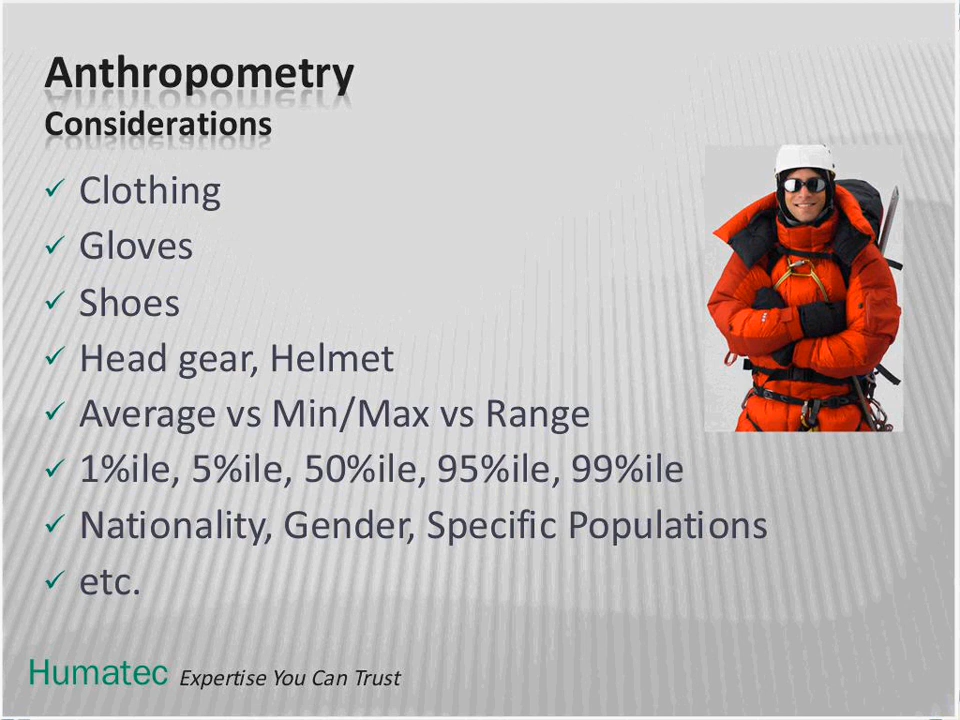 Anthropometry
Considerations
✓ Clothing
✓ Gloves
✓ Shoes
✓ Head gear, Helmet
✓ Average vs Min/Max vs Range
✓ 1%ile, 5%ile, 50%ile, 95%ile, 99%ile
✓ Nationality, Gender, Specific Populations
✓ etc.
Humatec Expertise You Can Trust